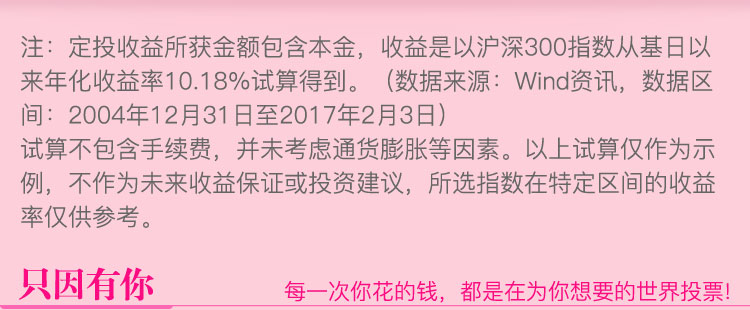 注：定投收益所获金额包含本金，收益是以沪深300指数从基日以
来年化收益率10.18%试算得到。（数据来源：Wind资讯，数据区
间：2004年12月31日至2017年2月3日）
试算不包含手续费，并未考虑通货膨胀等因素。以上试算仅作为示
例，不作为未来收益保证或投资建议，所选指数在特定区间的收益
率仅供参考。
只因有你
每一次你花的钱，都是在为你想要的世界投票!